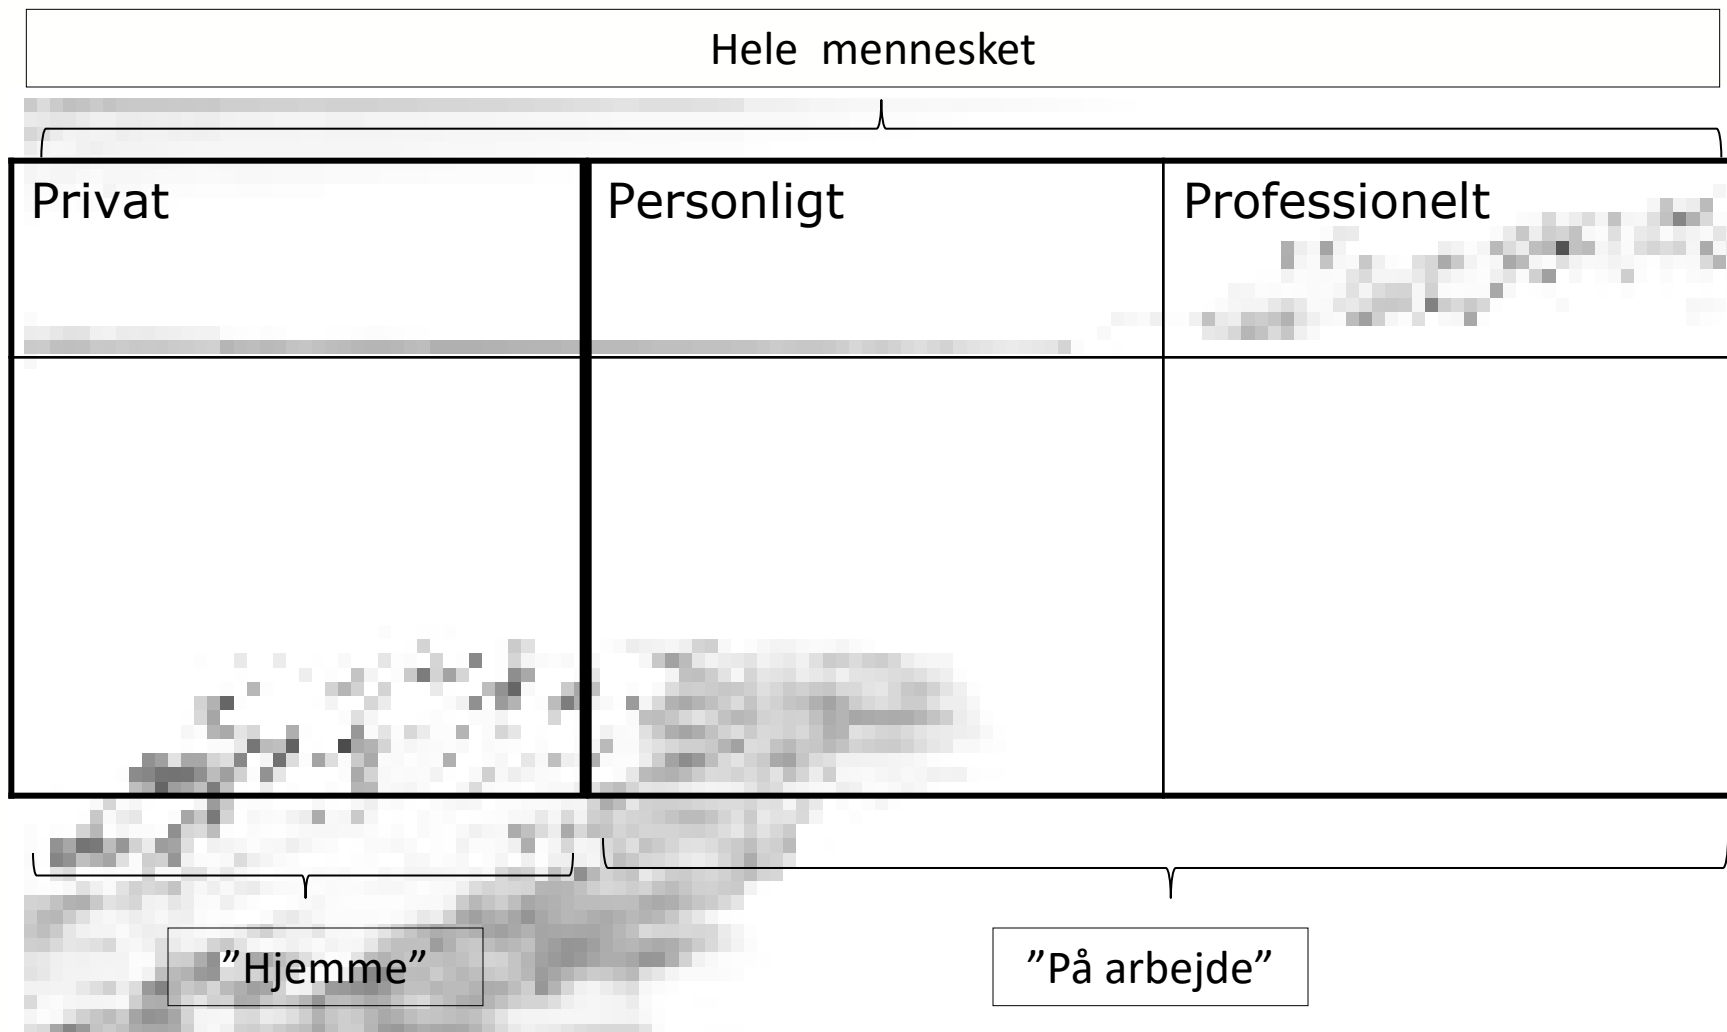 Hele mennesket
Privat
Personligt
Professionelt
”Hjemme”
”På arbejde”